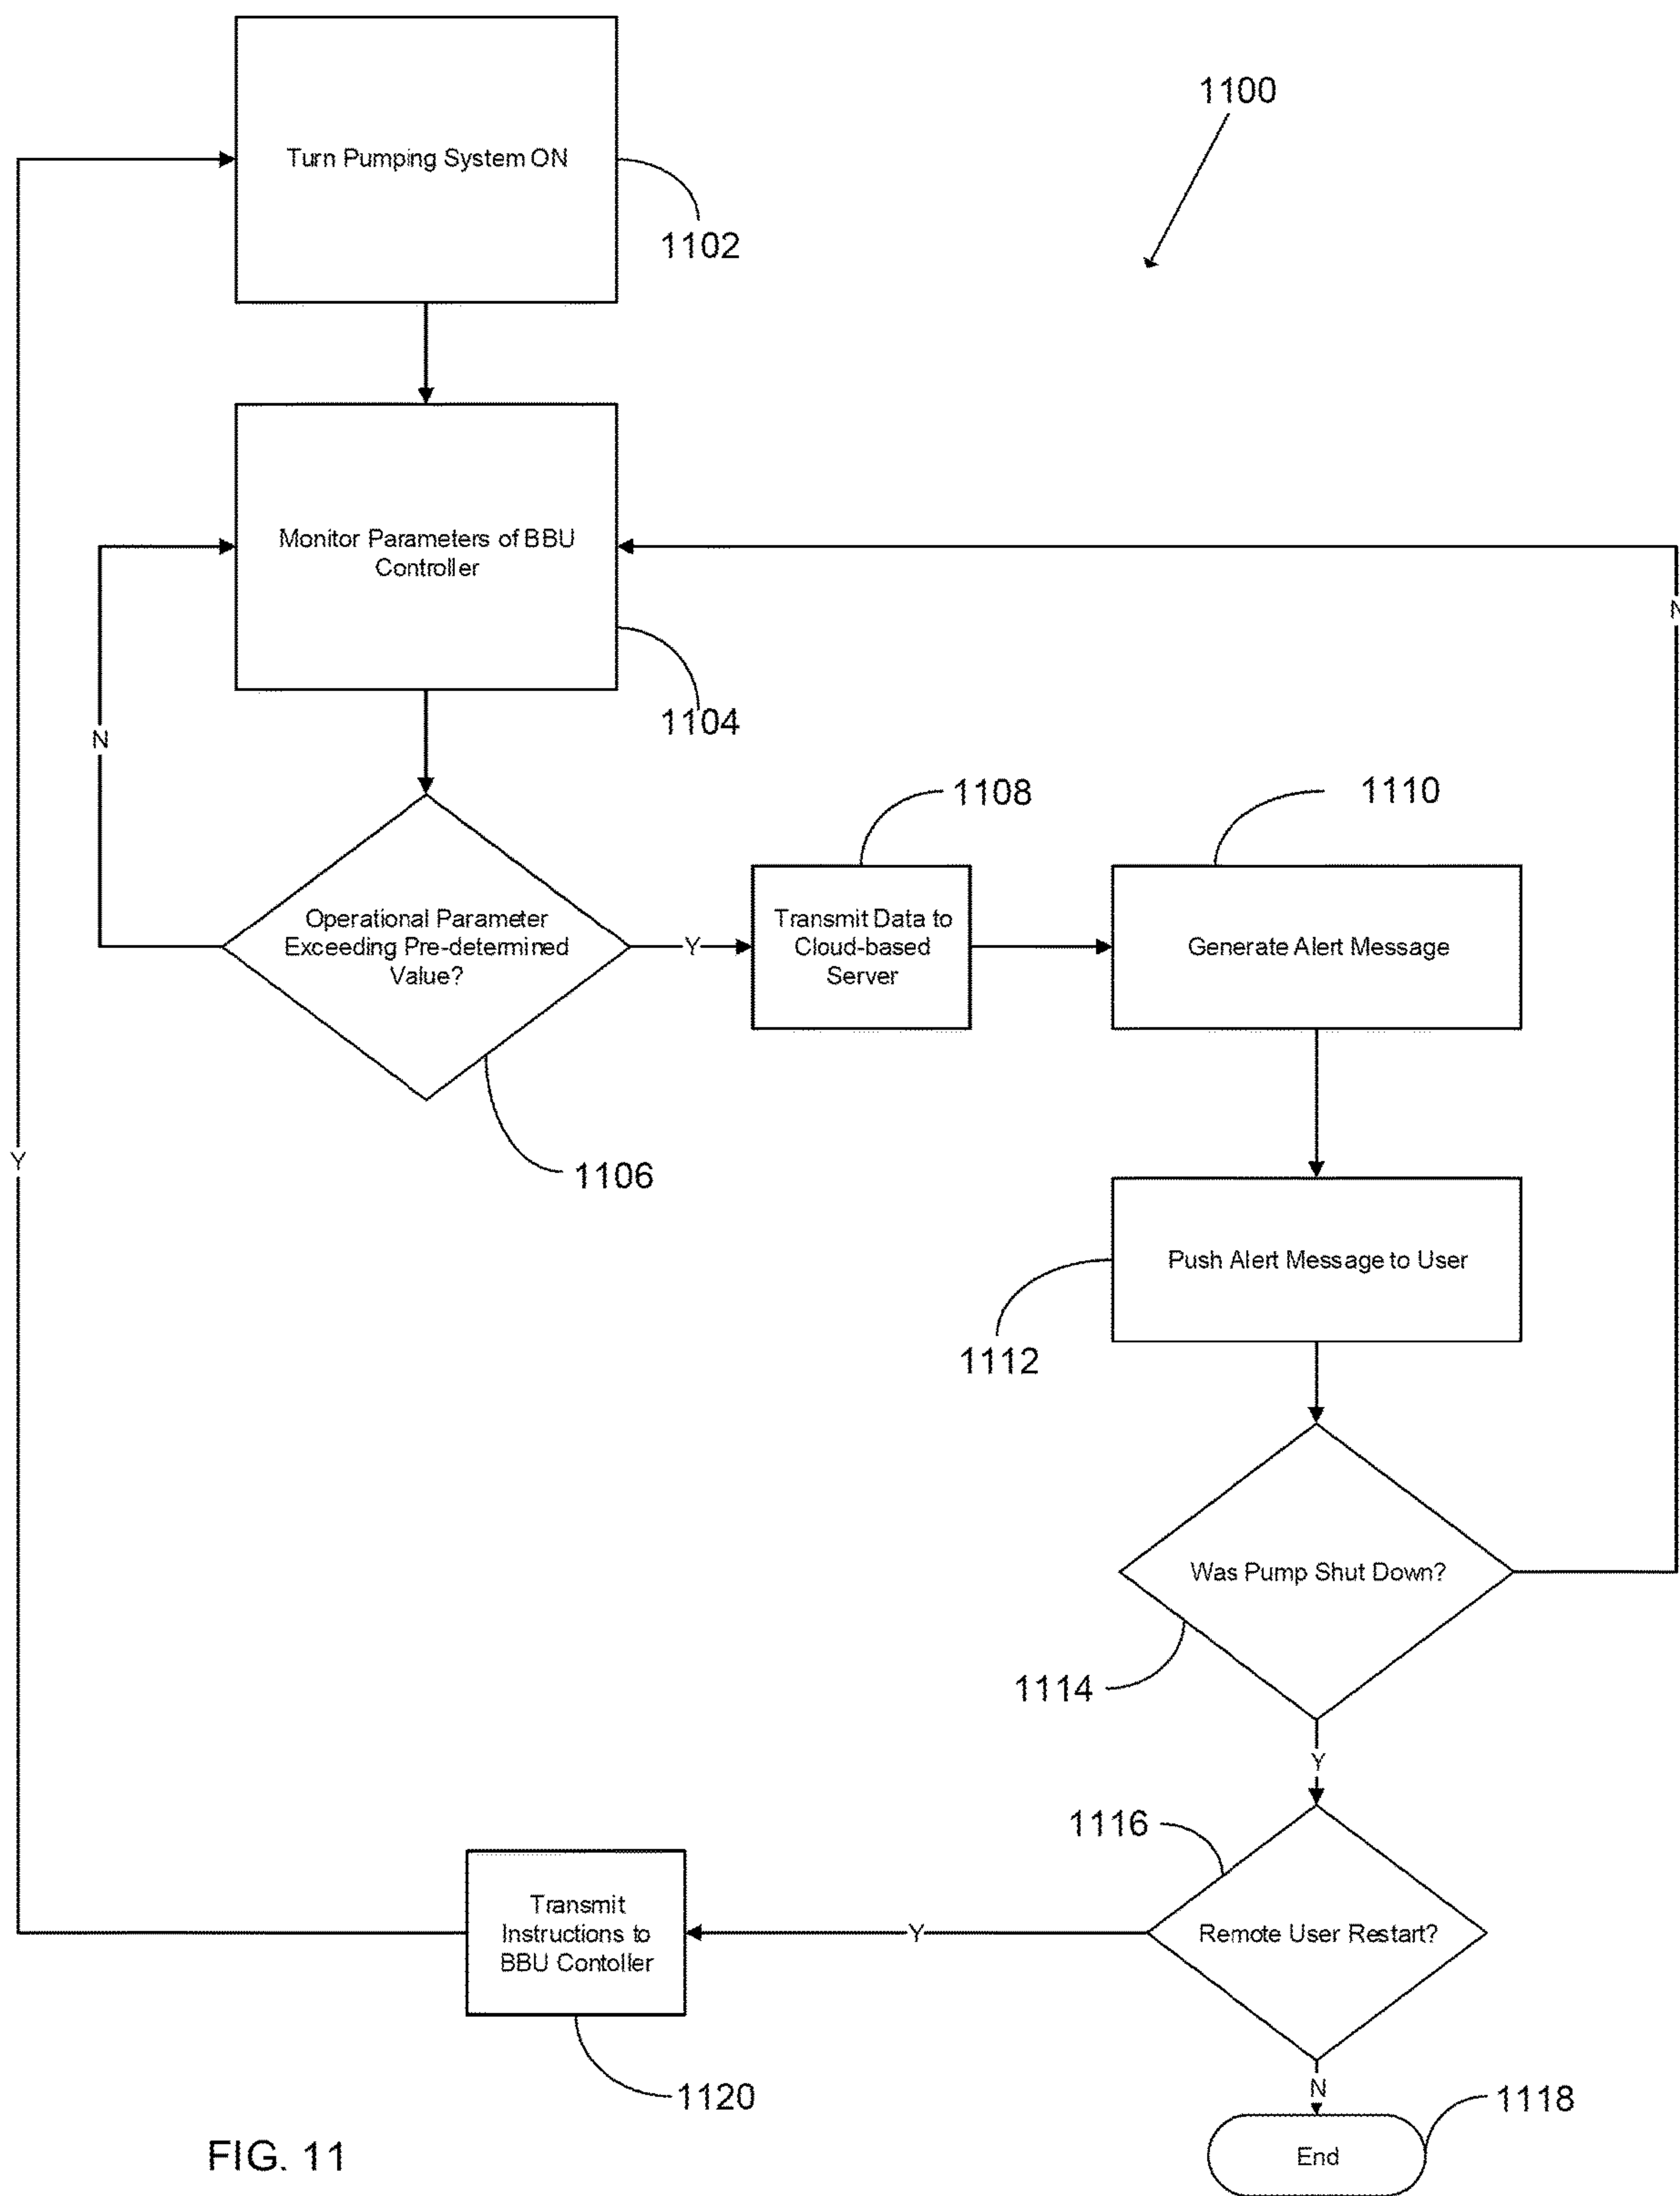 1100
Turn Pumping System ON
1102
Monitor Parameters of BBU
Controller
1104
N
N
Operational Parameter
Exceeding Pre-determined
Value?
1106
Y
1108
Transmit Data to
Cloud-based
Server
1110
Generate Alert Message
Push Alert Message to User
1112
Was Pump Shut Down?
1114
Y
1116
Remote User Restart?
Y
Transmit
Instructions to
BBU Contoller
1120
Y
N
1118
End
FIG. 11